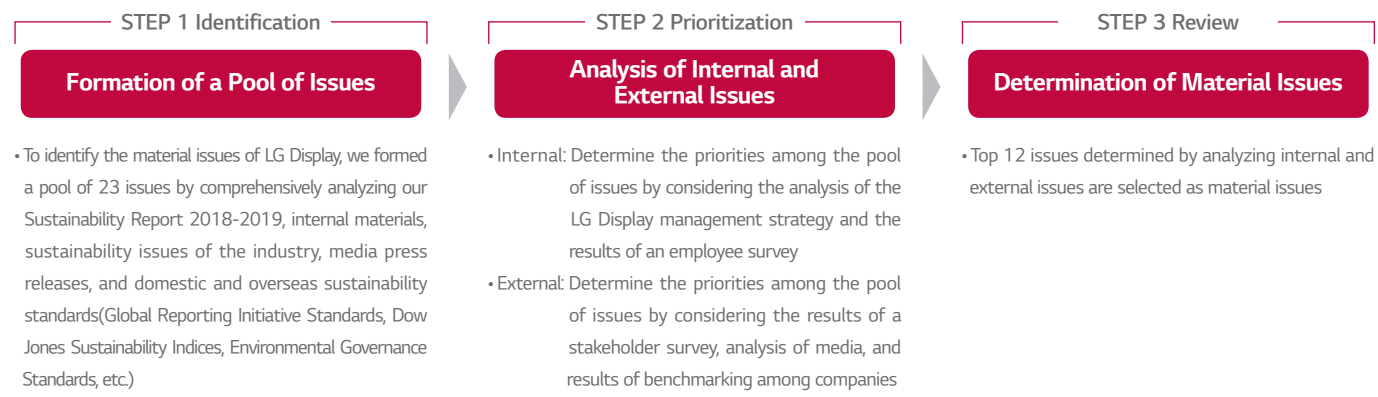 STEP 1 Identification
Formation of a Pool of Issues
• To identify the material issues of LG Display, we formed
a pool of 23 issues by comprehensively analyzing our
Sustainability Report 2018-2019, internal materials,
sustainability issues of the industry, media press
releases, and domestic and overseas sustainability
standards(Global Reporting Initiative Standards, Dow
Jones Sustainability Indices, Environmental Governance
Standards, etc.)
STEP 2 Prioritization
Analysis of Internal and
External Issues
• Internal: Determine the priorities among the pool
of issues by considering the analysis of the
LG Display management strategy and the
results of an employee survey
• External: Determine the priorities among the pool
of issues by considering the results of a
stakeholder survey, analysis of media, and
results of benchmarking among companies
STEP 3 Review
Determination of Material Issues
• Top 12 issues determined by analyzing internal and
external issues are selected as material issues